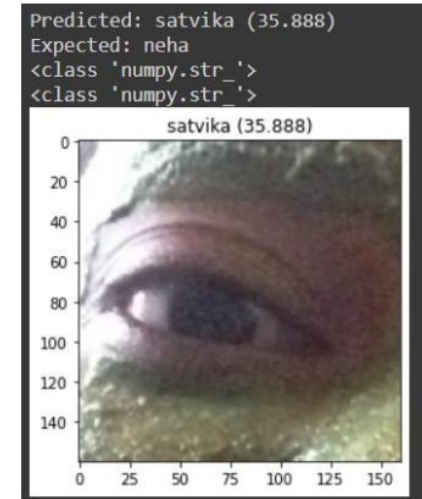 Predicted: satvika (35.888)
Expected: neha
<class 'numpy.str_'>
<class 'numpy.str_'>
satvika (35.888)
0
20
40
60
80
100
120
140
0 25 50 75 100 125 150